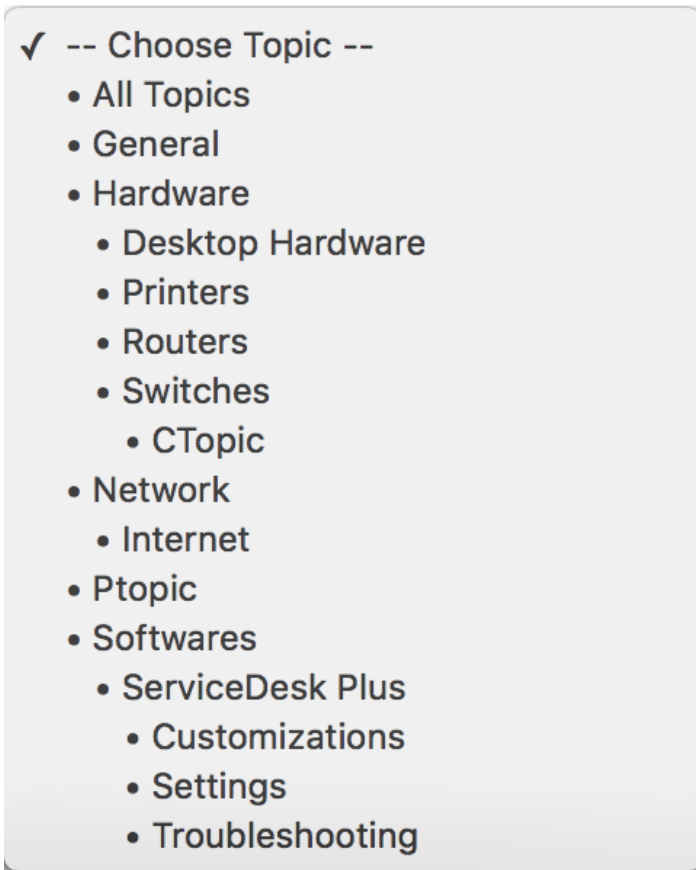 ✓ -- Choose Topic --
• All Topics
• General
• Hardware
• Desktop Hardware
• Printers
• Routers
• Switches
• CTopic
• Network
• Internet
• Ptopic
• Softwares
• ServiceDesk Plus
• Customizations
• Settings
• Troubleshooting